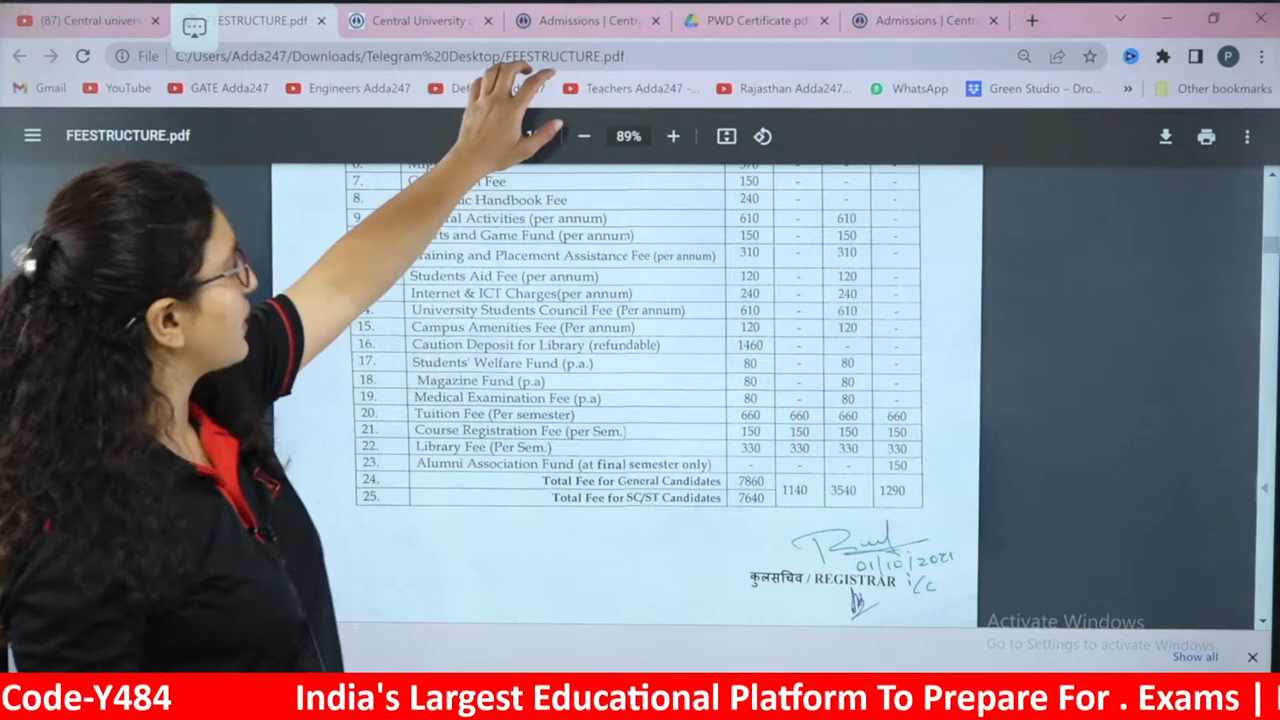 (87) Central univers
FEESTRUCTURE.pdf
Central University o
Admissions | Centra
PWD Certificate.pdf
Admissions | Centra
File
C:/Users/Adda247/Downloads/Telegram%20Desktop/FEESTRUCTURE.pdf
P
Gmail
YouTube
GATE Adda247
Engineers Adda247
Teachers Adda247 -...
Rajasthan Adda247...
WhatsApp
Green Studio – Dro...
»
Other bookmarks
FEESTRUCTURE.pdf
89%
7. Fee 150 - - -
8. Handbook Fee 240 - - -
9. Activities (per annum) 610 - 610 -
and Game Fund (per annum) 150 - 150 -
Training and Placement Assistance Fee (per annum) 310 - 310 -
Students Aid Fee (per annum) 120 - 120 -
Internet & ICT Charges(per annum) 240 - 240 -
University Students Council Fee (Per annum) 610 - 610 -
15. Campus Amenities Fee (Per annum) 120 - 120 -
16. Caution Deposit for Library (refundable) 1460 - - -
17. Students' Welfare Fund (p.a.) 80 - 80 -
18. Magazine Fund (p.a) 80 - 80 -
19. Medical Examination Fee (p.a) 80 - 80 -
20. Tuition Fee (Per semester) 660 660 660 660
21. Course Registration Fee (per Sem.) 150 150 150 150
22. Library Fee (Per Sem.) 330 330 330 330
23. Alumni Association Fund (at final semester only) - - - 150
24. Total Fee for General Candidates 7860 1140 3540 1290
25. Total Fee for SC/ST Candidates 7640
01/10/2021
कुलसचिव / REGISTRAR i/c
Activate Windows
Go to Settings to activate Windows.
Show all
Code-Y484 India's Largest Educational Platform To Prepare For . Exams |